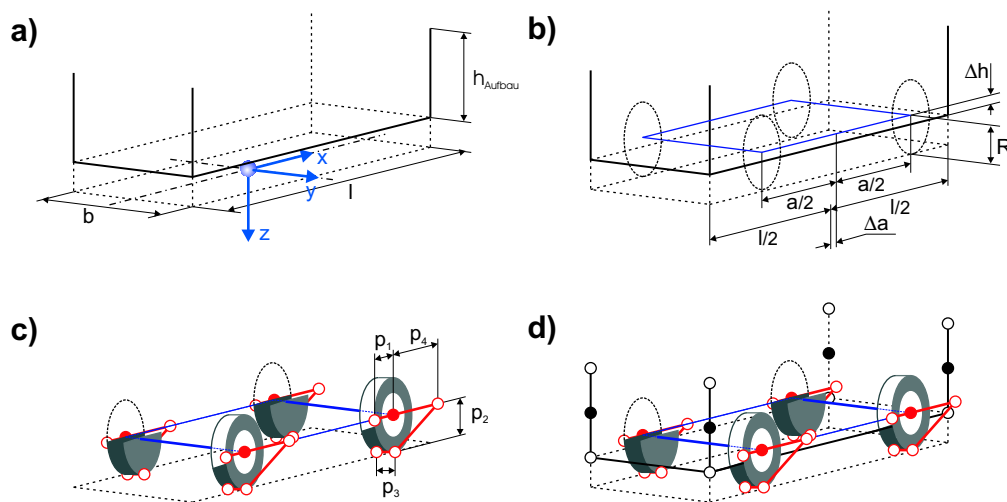 a)
h_Aufbau
x
y
z
b
l
b)
Δh
R
a/2
a/2
l/2
l/2
Δa
c)
p₁
p₄
p₂
p₃
d)